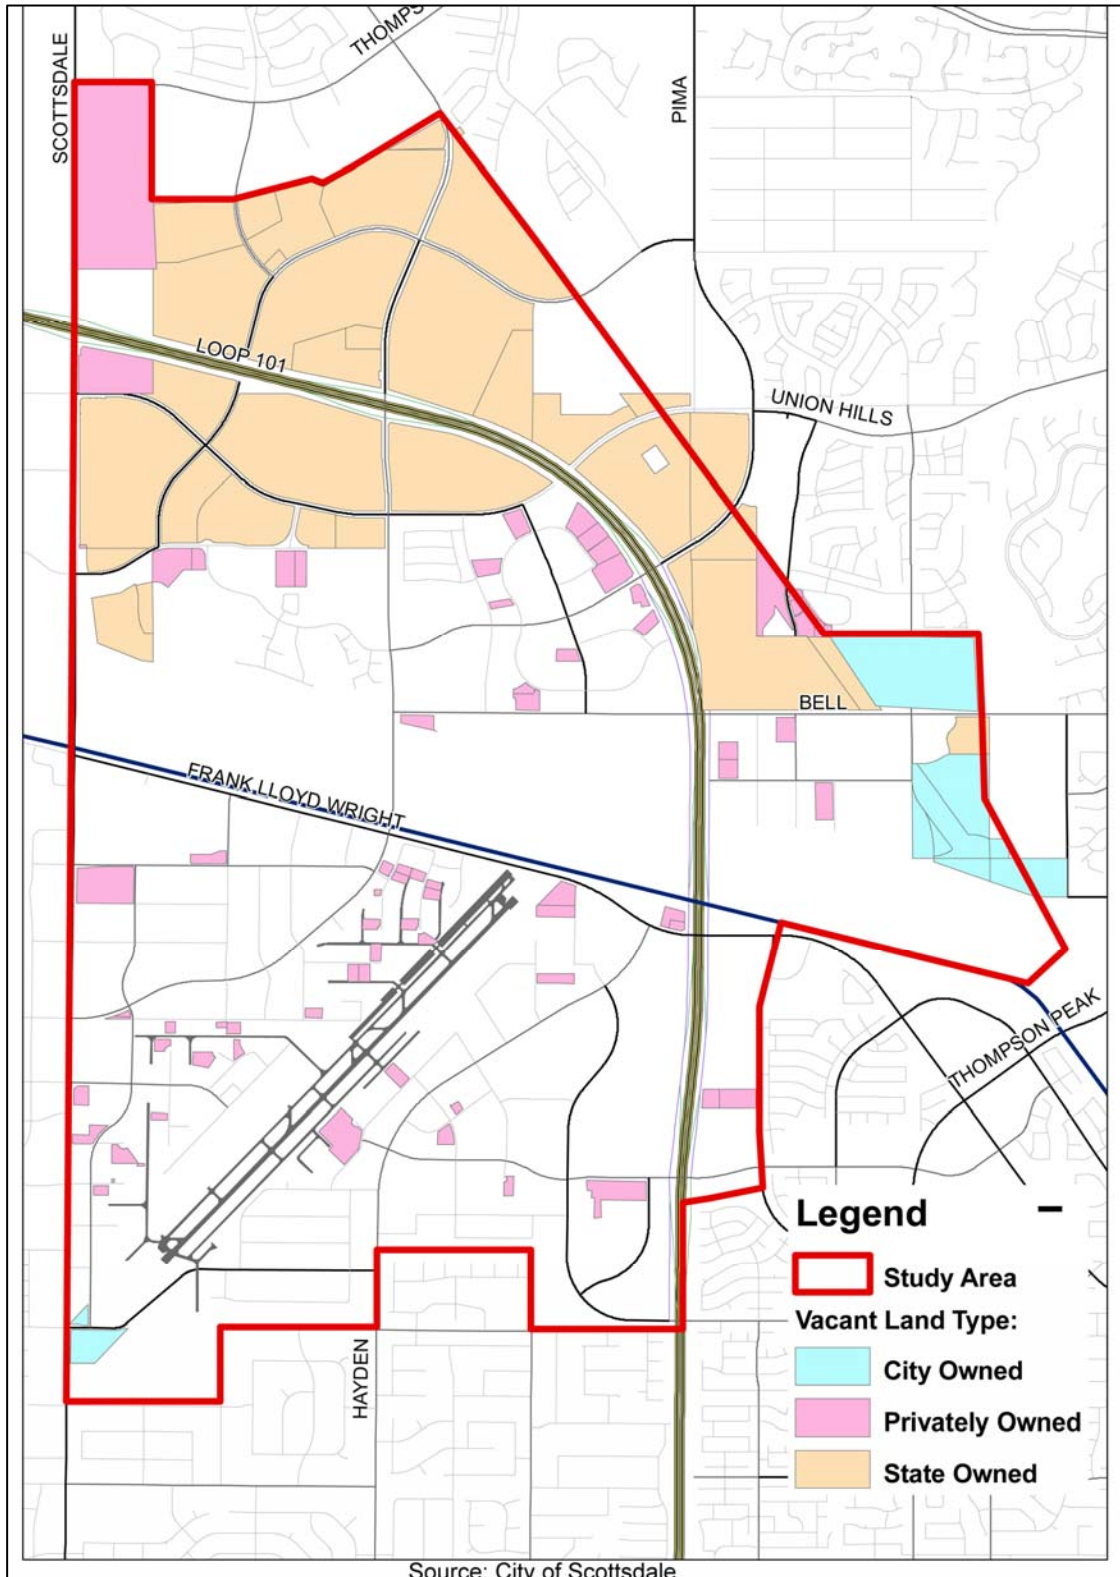 THOMPS
SCOTTSDALE
PIMA
LOOP 101
UNION HILLS
BELL
FRANK LLOYD WRIGHT
THOMPSON PEAK
HAYDEN
Legend
Study Area
Vacant Land Type:
City Owned
Privately Owned
State Owned
Source: City of Scottsdale